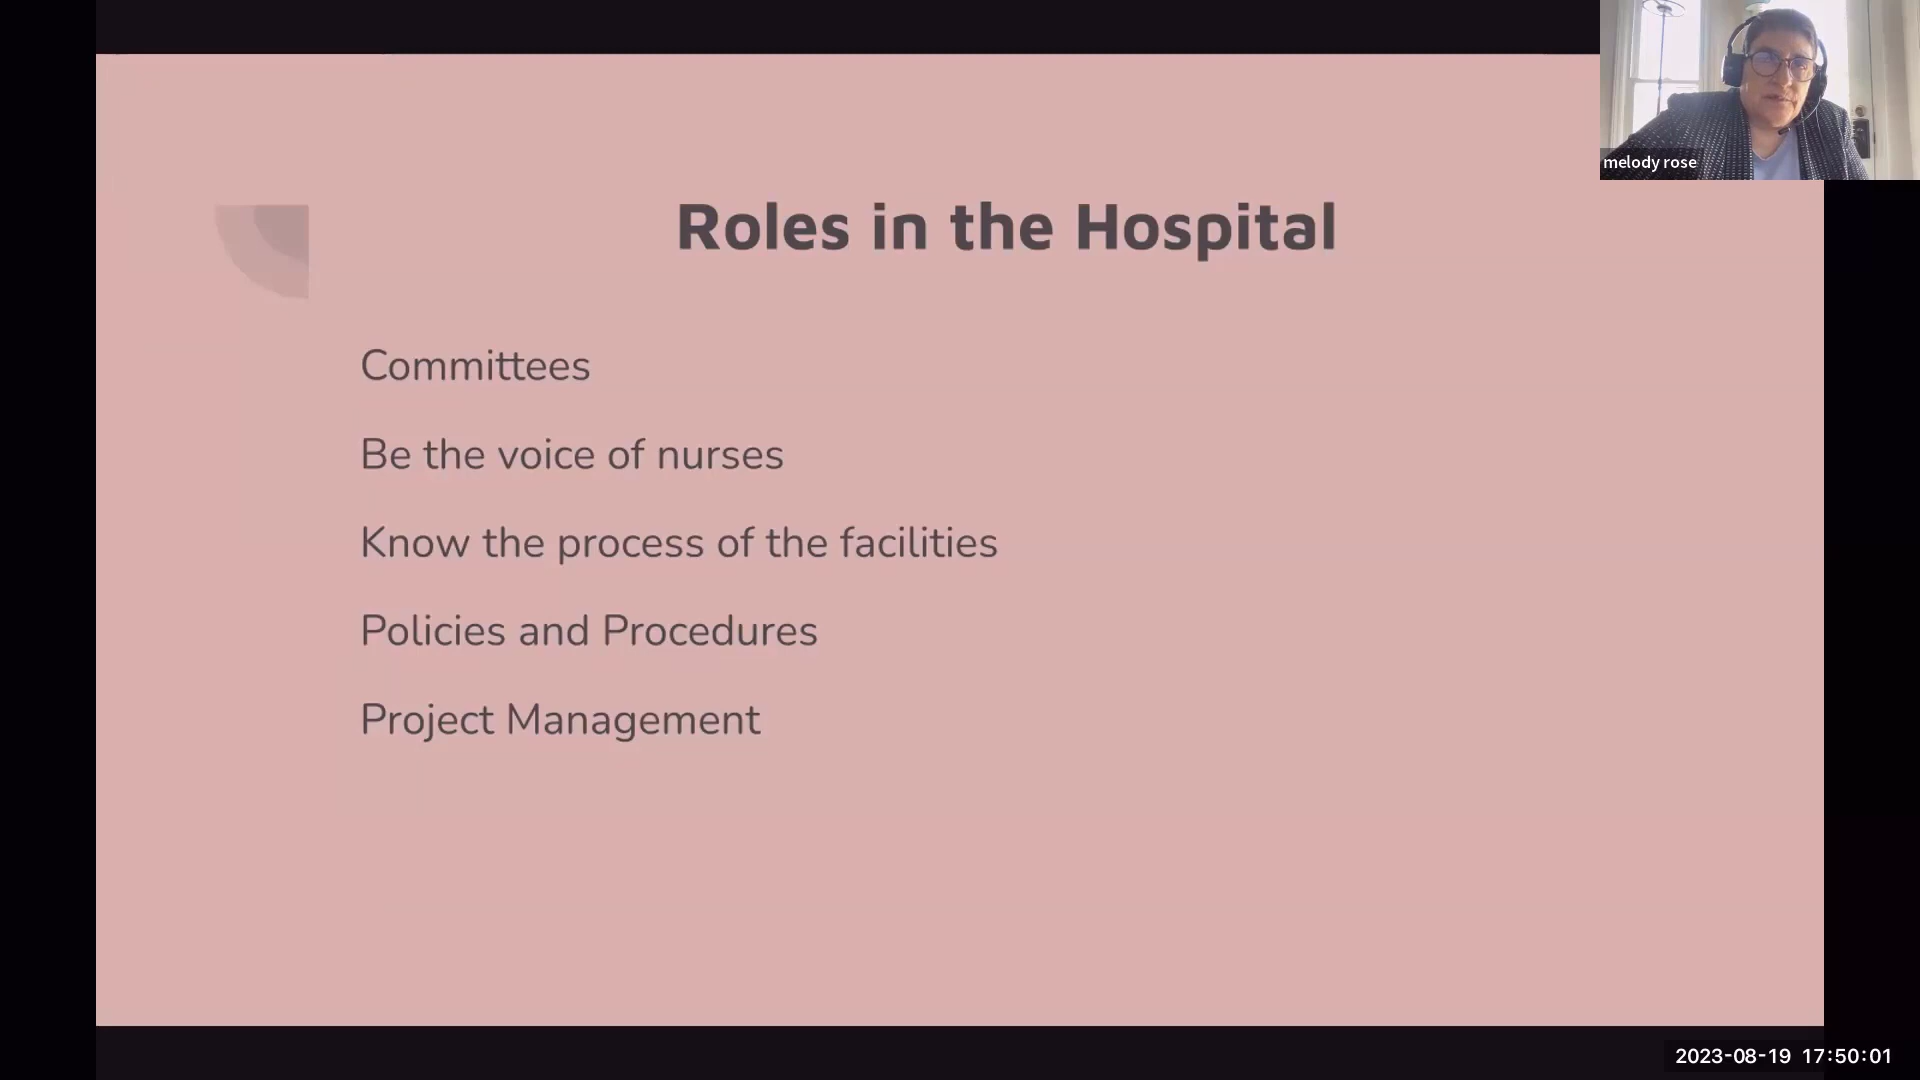 melody rose
Roles in the Hospital
Committees
Be the voice of nurses
Know the process of the facilities
Policies and Procedures
Project Management
2023-08-19 17:50:01